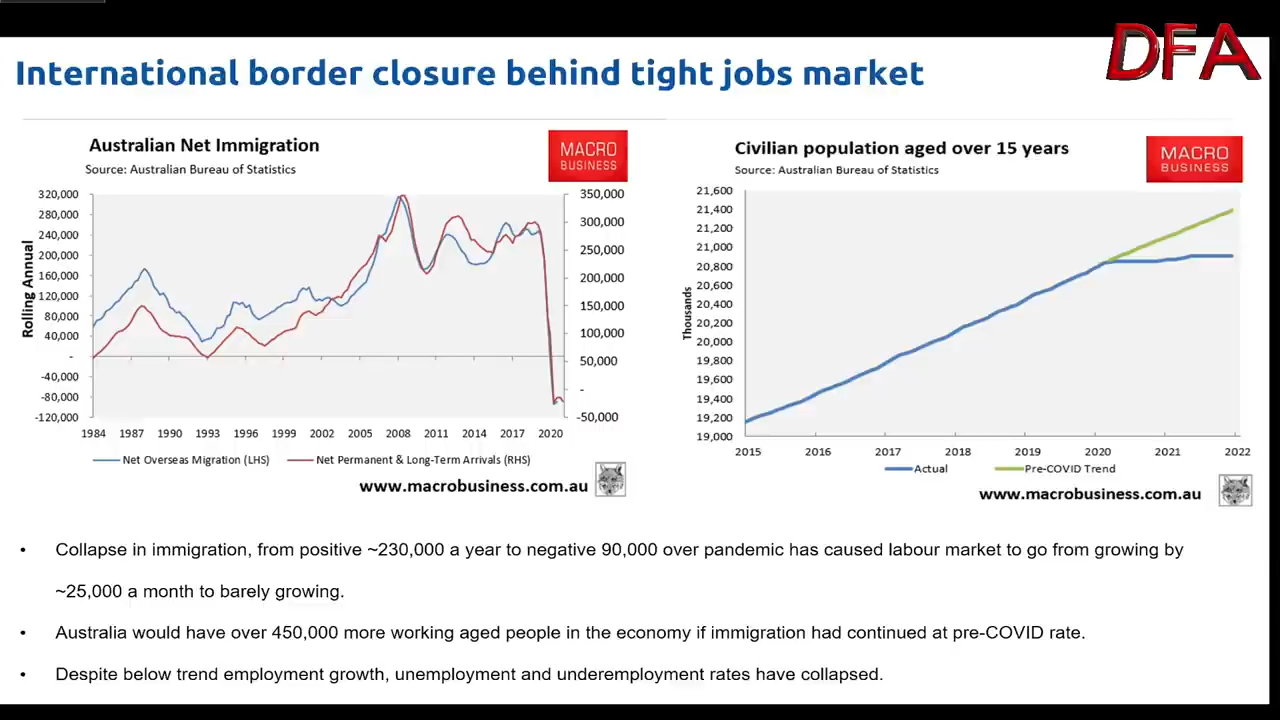 DFA
International border closure behind tight jobs market
Australian Net Immigration
Source: Australian Bureau of Statistics
MACRO
BUSINESS
320,000
280,000
240,000
200,000
160,000
120,000
80,000
40,000
-
-40,000
-80,000
-120,000
Rolling Annual
350,000
300,000
250,000
200,000
150,000
100,000
50,000
-
-50,000
1984 1987 1990 1993 1996 1999 2002 2005 2008 2011 2014 2017 2020
Net Overseas Migration (LHS) Net Permanent & Long-Term Arrivals (RHS)
www.macrobusiness.com.au
Civilian population aged over 15 years
Source: Australian Bureau of Statistics
MACRO
BUSINESS
21,600
21,400
21,200
21,000
20,800
20,600
20,400
20,200
20,000
19,800
19,600
19,400
19,200
19,000
Thousands
2015 2016 2017 2018 2019 2020 2021 2022
Actual Pre-COVID Trend
www.macrobusiness.com.au
• Collapse in immigration, from positive ~230,000 a year to negative 90,000 over pandemic has caused labour market to go from growing by
~25,000 a month to barely growing.
• Australia would have over 450,000 more working aged people in the economy if immigration had continued at pre-COVID rate.
• Despite below trend employment growth, unemployment and underemployment rates have collapsed.